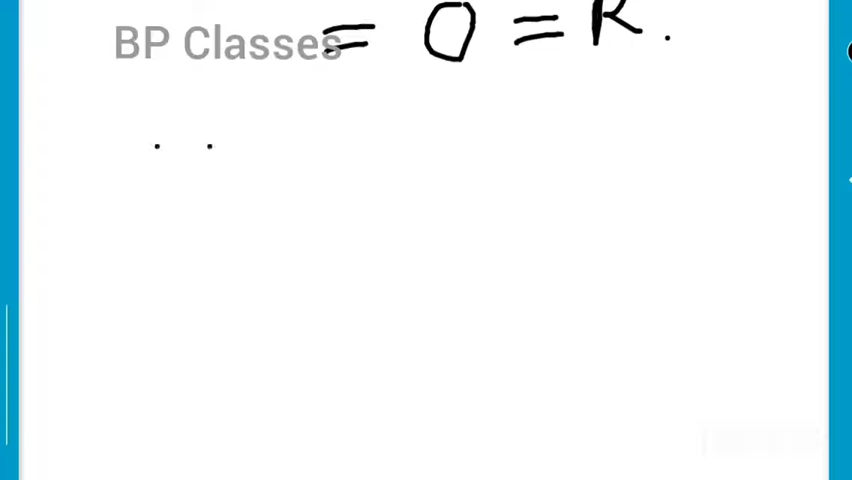 BP Classes
= 0 = R.
. .